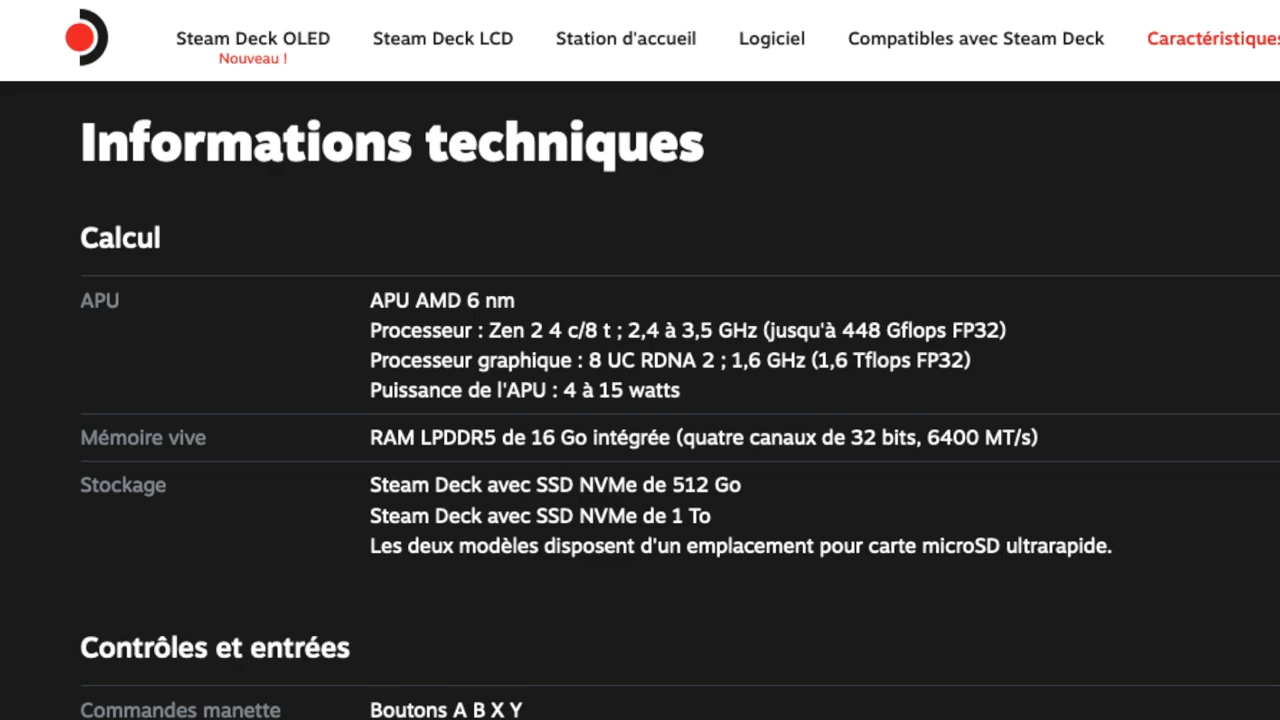 Steam Deck OLED
Nouveau !
Steam Deck LCD
Station d'accueil
Logiciel
Compatibles avec Steam Deck
Caractéristiques
Informations techniques
Calcul
APU
APU AMD 6 nm
Processeur : Zen 2 4 c/8 t ; 2,4 à 3,5 GHz (jusqu'à 448 Gflops FP32)
Processeur graphique : 8 UC RDNA 2 ; 1,6 GHz (1,6 Tflops FP32)
Puissance de l'APU : 4 à 15 watts
Mémoire vive
RAM LPDDR5 de 16 Go intégrée (quatre canaux de 32 bits, 6400 MT/s)
Stockage
Steam Deck avec SSD NVMe de 512 Go
Steam Deck avec SSD NVMe de 1 To
Les deux modèles disposent d'un emplacement pour carte microSD ultrarapide.
Contrôles et entrées
Commandes manette
Boutons A B X Y